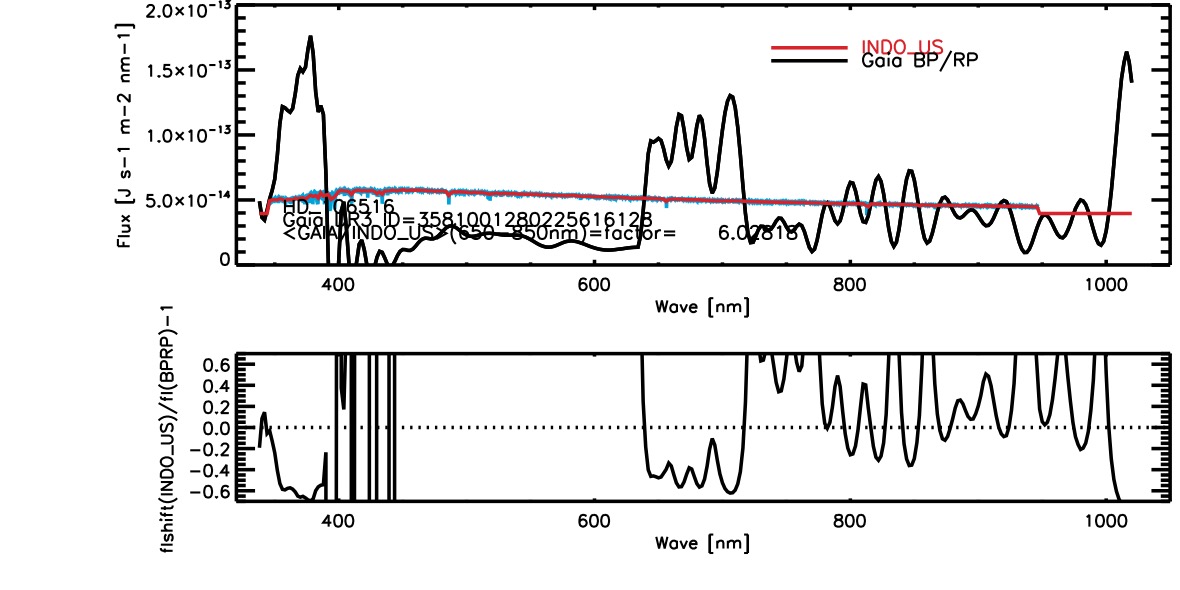 2.0×10−13
1.5×10−13
1.0×10−13
5.0×10−14
0
Flux [J s−1 m−2 nm−1]
INDO_US
Gaia BP/RP
HD_106516
Gaia DR3 ID=3581001280225616128
<GAIA/INDO_US>(650−850nm)=factor= 6.02818
400 600 800 1000
Wave [nm]
flshift(INDO_US)/fl(BPRP)−1
0.6
0.4
0.2
0.0
−0.2
−0.4
−0.6
400 600 800 1000
Wave [nm]